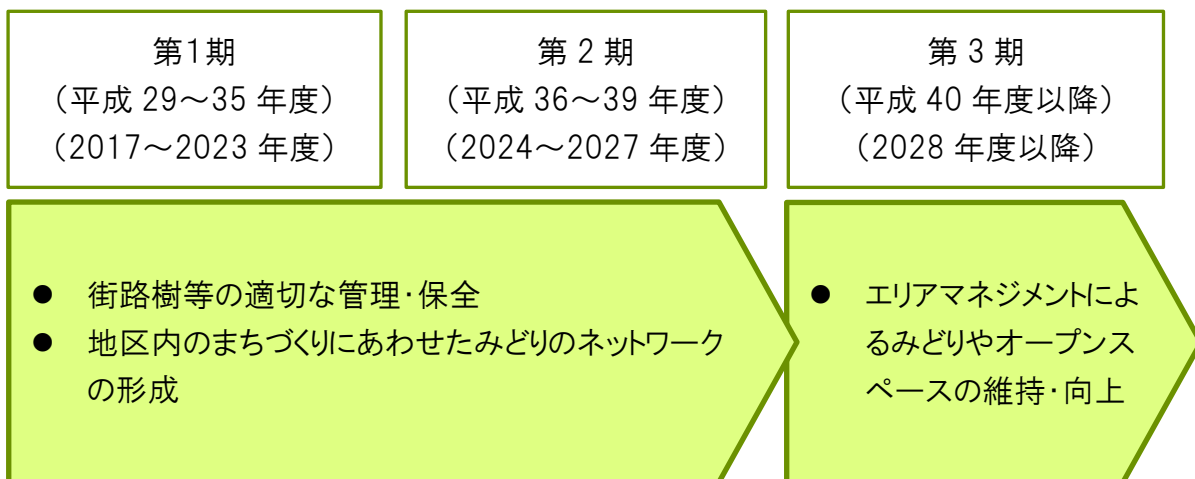 第1期
（平成 29～35 年度）
（2017～2023 年度）
第 2 期
（平成 36～39 年度）
（2024～2027 年度）
第 3 期
（平成 40 年度以降）
（2028 年度以降）
● 街路樹等の適切な管理・保全
● 地区内のまちづくりにあわせたみどりのネットワーク
の形成
● エリアマネジメントによ
るみどりやオープンス
ペースの維持・向上